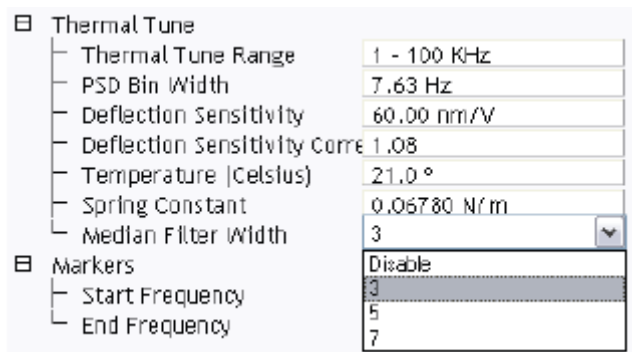 Thermal Tune
Thermal Tune Range 1 - 100 KHz
PSD Bin Width 7.63 Hz
Deflection Sensitivity 60.00 nm/V
Deflection Sensitivity Corre 1.08
Temperature (Celsius) 21.0 °
Spring Constant 0.06780 N/m
Median Filter Width 3
Markers Disable
3
Start Frequency 5
End Frequency 7